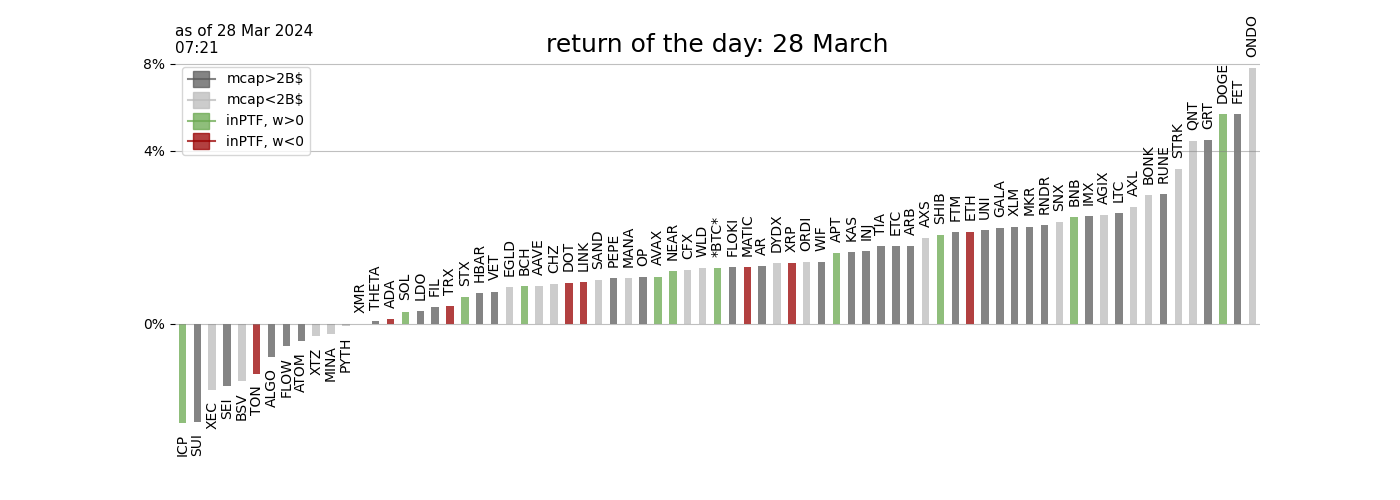 as of 28 Mar 2024
07:21
return of the day: 28 March
8%
4%
0%
mcap>2B$
mcap<2B$
inPTF, w>0
inPTF, w<0
ICP
SUI
XEC
SEI
BSV
TON
ALGO
FLOW
ATOM
XTZ
MINA
PYTH
XMR
THETA
ADA
SOL
LDO
FIL
TRX
STX
HBAR
VET
EGLD
BCH
AAVE
CHZ
DOT
LINK
SAND
PEPE
MANA
OP
AVAX
NEAR
CFX
WLD
*BTC*
FLOKI
MATIC
AR
DYDX
XRP
ORDI
WIF
APT
KAS
INJ
TIA
ETC
ARB
AXS
SHIB
FTM
ETH
UNI
GALA
XLM
MKR
RNDR
SNX
BNB
IMX
AGIX
LTC
AXL
BONK
RUNE
STRK
QNT
GRT
DOGE
FET
ONDO